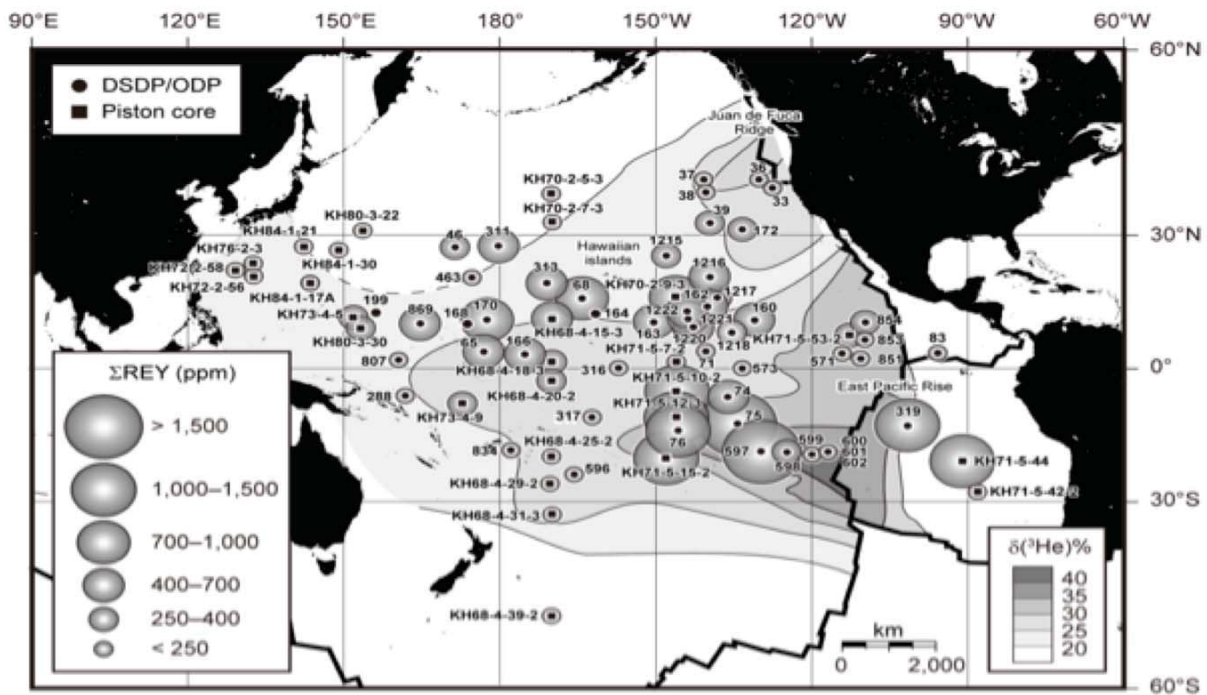 90°E 120°E 150°E 180° 150°W 120°W 90°W 60°W
60°N
DSDP/ODP
Piston core
Juan de Fuca
Ridge
KH70-2-5-3
37
36
38
33
KH70-2-7-3
KH80-3-22
39
KH84-1-21
46
311
172
30°N
KH76-2-3
Hawaiian
islands
1215
KH72-2-58
KH84-1-30
463
313
1216
KH72-2-56
KH70-2-9-3
KH84-1-17A
68
162
1217
199
170
164
1222
160
KH73-4-5
869
168
1221
854
KH68-4-15-3
163
1220
KH71-5-53-2
83
KH80-3-30
65
166
1218
853
KH71-5-7-2
571
851
807
KH68-4-18-3
316
71
573
0°
KH71-5-10-2
East Pacific Rise
288
KH68-4-20-2
74
KH73-4-9
317
KH71-5-12-3
75
319
KH68-4-25-2
76
599
600
834
597
601
596
598
602
KH71-5-44
KH68-4-29-2
KH71-5-15-2
KH71-5-42-2
30°S
KH68-4-31-3
KH68-4-39-2
ΣREY (ppm)
> 1,500
1,000–1,500
700–1,000
400–700
250–400
< 250
δ(³He)%
40
35
30
25
20
km
0 2,000
60°S